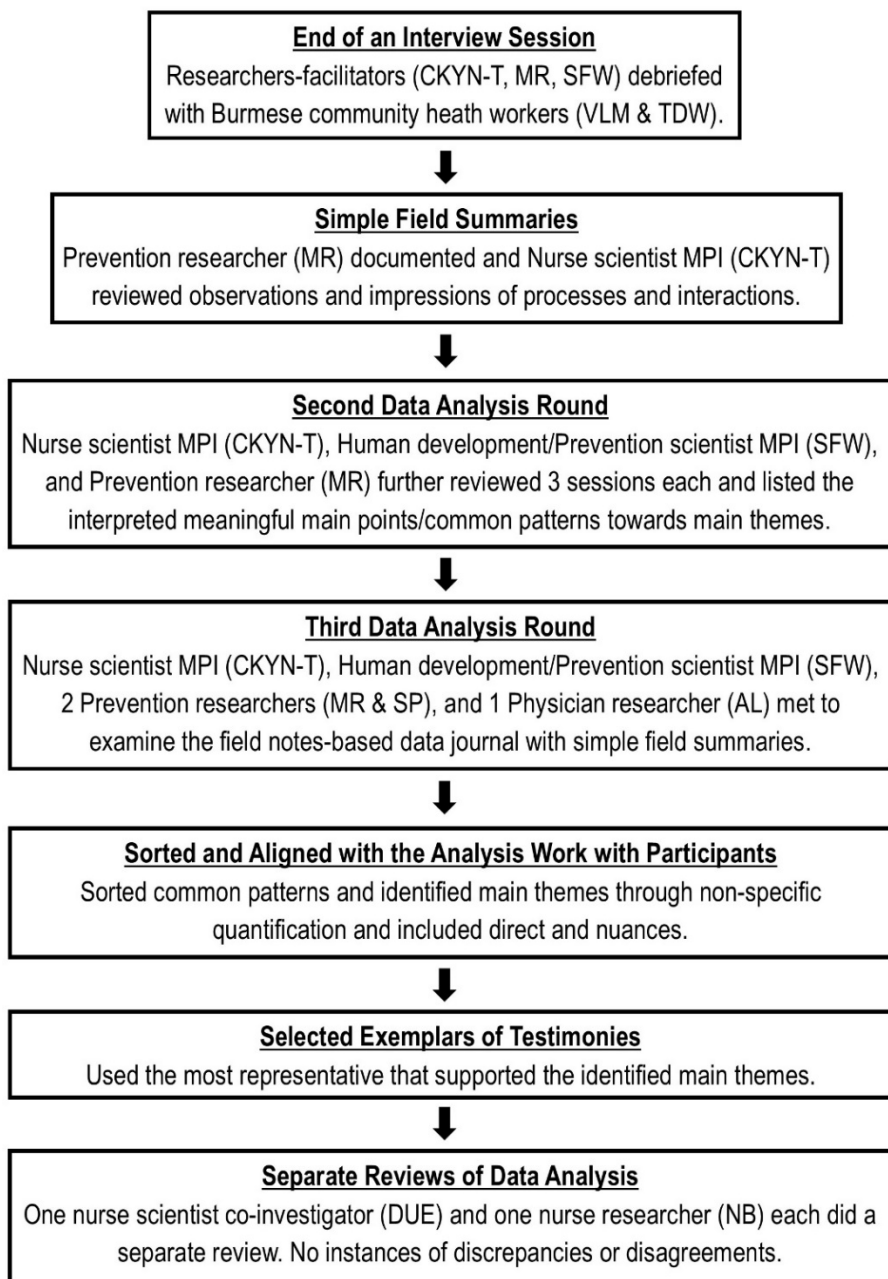 End of an Interview Session
Researchers-facilitators (CKYN-T, MR, SFW) debriefed
with Burmese community heath workers (VLM & TDW).
Simple Field Summaries
Prevention researcher (MR) documented and Nurse scientist MPI (CKYN-T)
reviewed observations and impressions of processes and interactions.
Second Data Analysis Round
Nurse scientist MPI (CKYN-T), Human development/Prevention scientist MPI (SFW),
and Prevention researcher (MR) further reviewed 3 sessions each and listed the
interpreted meaningful main points/common patterns towards main themes.
Third Data Analysis Round
Nurse scientist MPI (CKYN-T), Human development/Prevention scientist MPI (SFW),
2 Prevention researchers (MR & SP), and 1 Physician researcher (AL) met to
examine the field notes-based data journal with simple field summaries.
Sorted and Aligned with the Analysis Work with Participants
Sorted common patterns and identified main themes through non-specific
quantification and included direct and nuances.
Selected Exemplars of Testimonies
Used the most representative that supported the identified main themes.
Separate Reviews of Data Analysis
One nurse scientist co-investigator (DUE) and one nurse researcher (NB) each did a
separate review. No instances of discrepancies or disagreements.